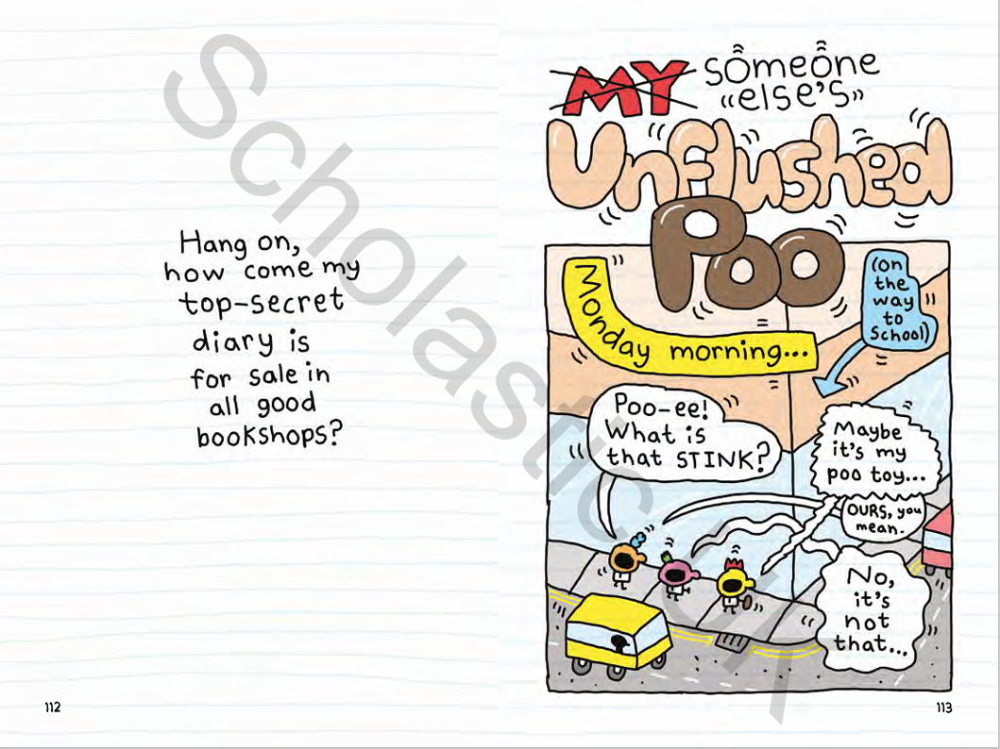 Hang on,
how come my
top-secret
diary is
for sale in
all good
bookshops?
112
MY someone
"else's"
Unflushed
Poo
Monday morning...
(on
the
way
to
School)
Poo-ee!
What is
that STINK?
Maybe
it's my
poo toy...
OURS, you
mean.
No,
it's
not
that...
113
Scholastic UK